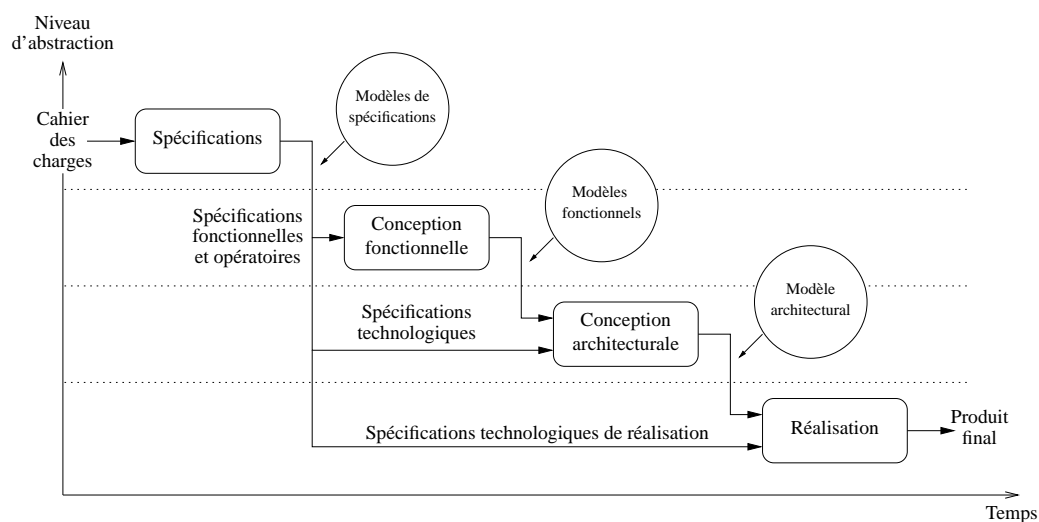 Niveau
d'abstraction
Cahier
des
charges
Spécifications
Modèles de
spécifications
Spécifications
fonctionnelles
et opératoires
Conception
fonctionnelle
Modèles
fonctionnels
Spécifications
technologiques
Conception
architecturale
Modèle
architectural
Spécifications technologiques de réalisation
Réalisation
Produit
final
Temps